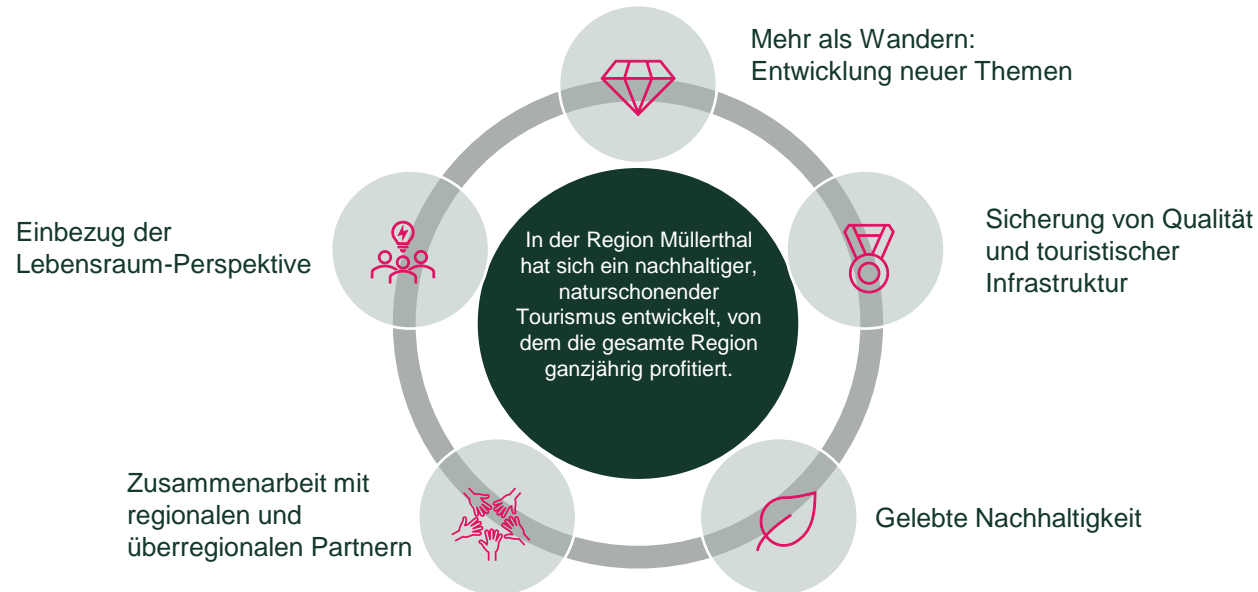 Mehr als Wandern:
Entwicklung neuer Themen
Sicherung von Qualität
und touristischer
Infrastruktur
Gelebte Nachhaltigkeit
Zusammenarbeit mit
regionalen und
überregionalen Partnern
Einbezug der
Lebensraum-Perspektive
In der Region Müllerthal
hat sich ein nachhaltiger,
naturschonender
Tourismus entwickelt, von
dem die gesamte Region
ganzjährig profitiert.